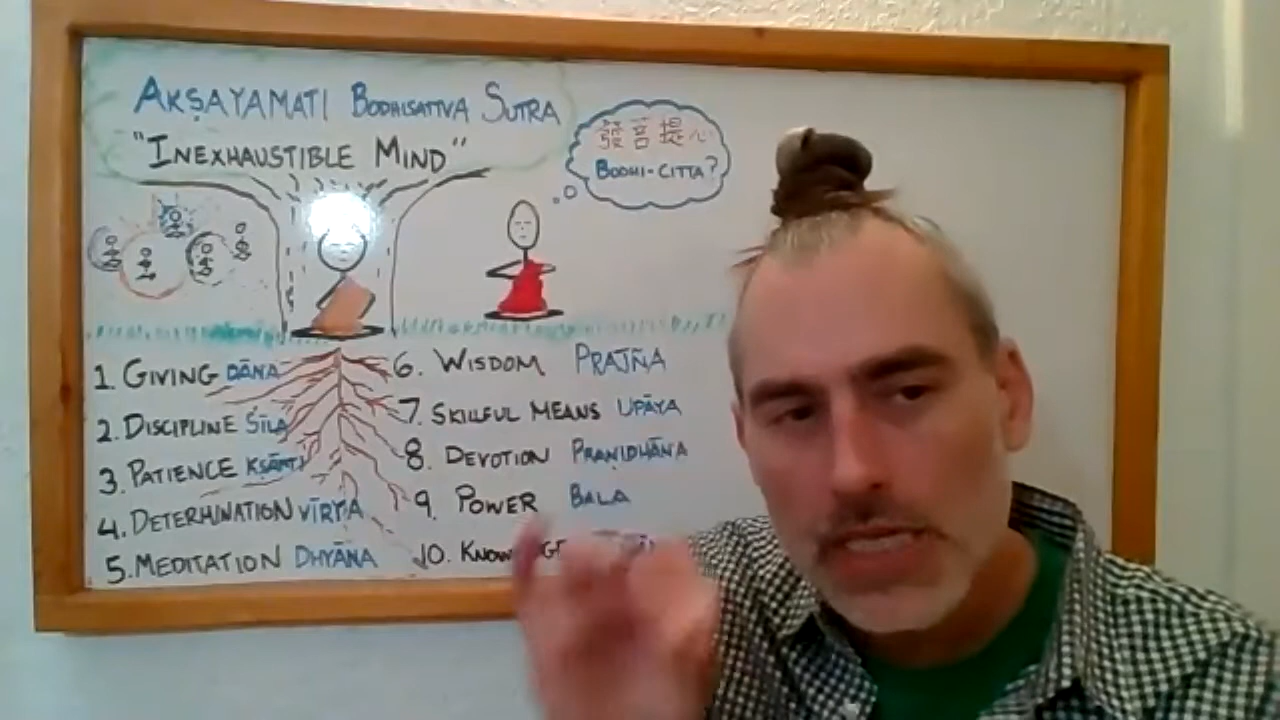 AKṢAYAMATI BODHISATTVA SUTRA
"INEXHAUSTIBLE MIND"
發菩提心
BODHI-CITTA?
1. GIVING DĀNA
2. DISCIPLINE ŚĪLA
3. PATIENCE KṢĀNTI
4. DETERMINATION VĪRYA
5. MEDITATION DHYĀNA
6. WISDOM PRAJÑA
7. SKILLFUL MEANS UPĀYA
8. DEVOTION PRAṆIDHĀNA
9. POWER BALA
10.